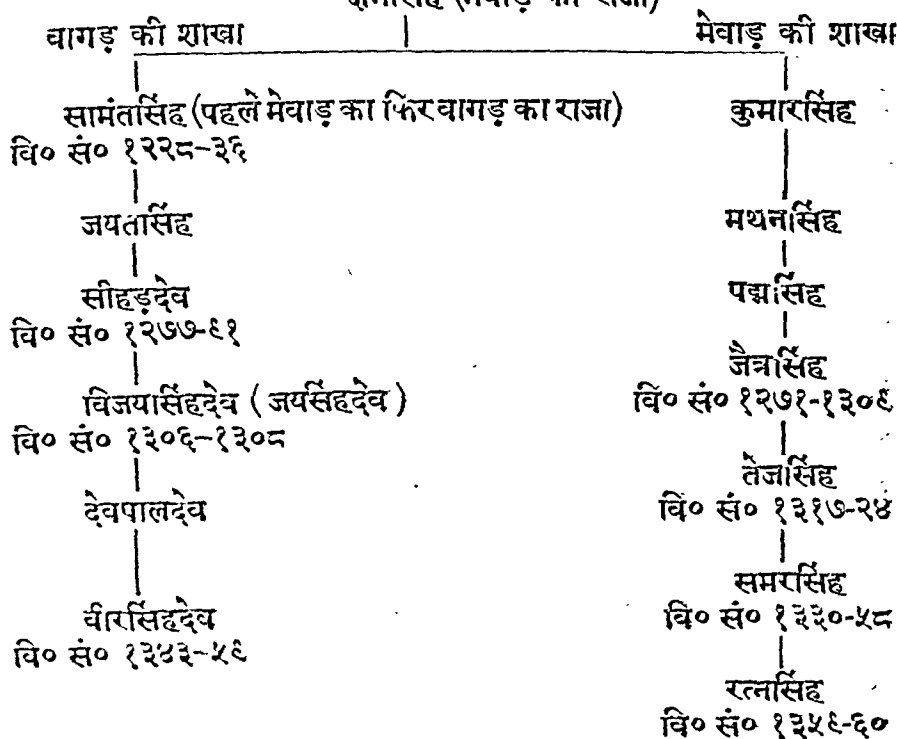 क्षेमसिंह (मेवाड़ का राजा)
वागड़ की शाखा
मेवाड़ की शाखा
सामंतसिंह (पहले मेवाड़ का फिर वागड़ का राजा)
वि० सं० १२२८-३६
जयतसिंह
सीहड़देव
वि० सं० १२७७-९१
विजयसिंहदेव (जयसिंहदेव)
वि० सं० १३०६-१३०८
देवपालदेव
वीरसिंहदेव
वि० सं० १३४३-५९
कुमारसिंह
मथनसिंह
पद्मसिंह
जैत्रसिंह
वि० सं० १२७१-१३०९
तेजसिंह
वि० सं० १३१७-२४
समरसिंह
वि० सं० १३३०-५८
रत्नसिंह
वि० सं० १३५९-६०